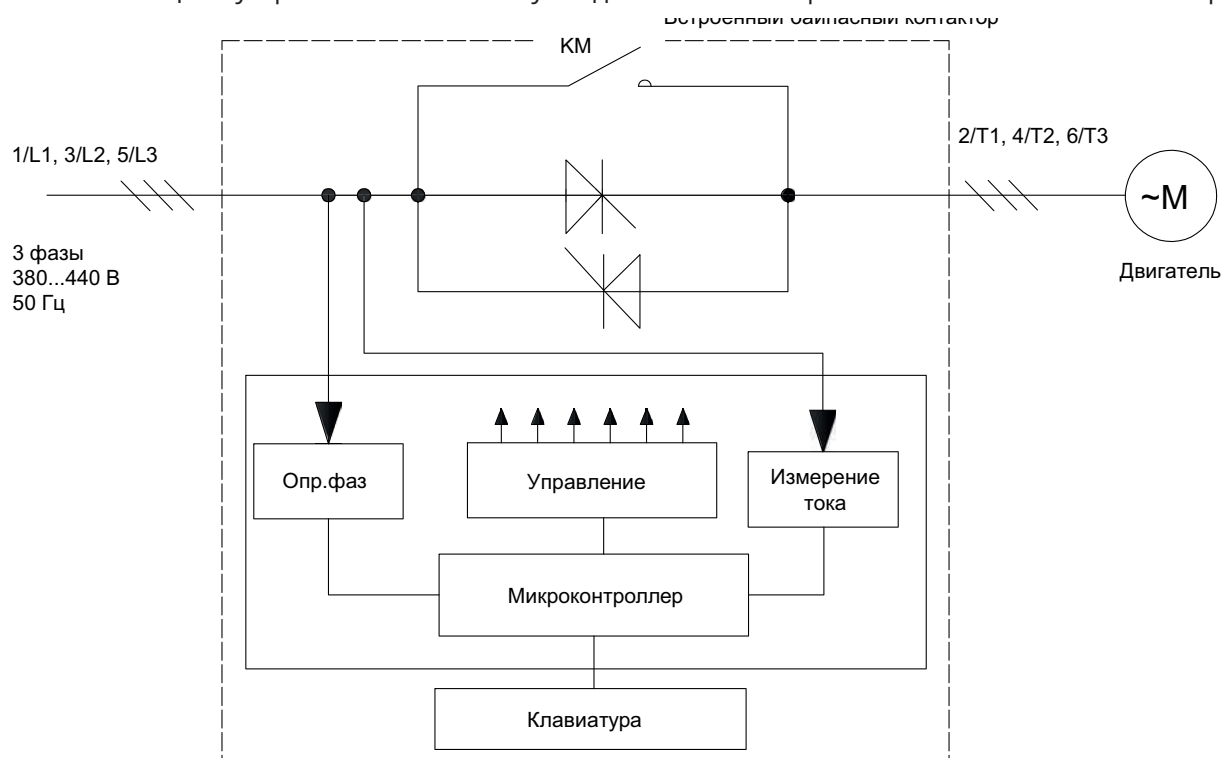 Встроенный байпасный контактор
KM
1/L1, 3/L2, 5/L3
2/T1, 4/T2, 6/T3
~M
3 фазы
380...440 В
50 Гц
Двигатель
Опр.фаз
Управление
Измерение
тока
Микроконтроллер
Клавиатура